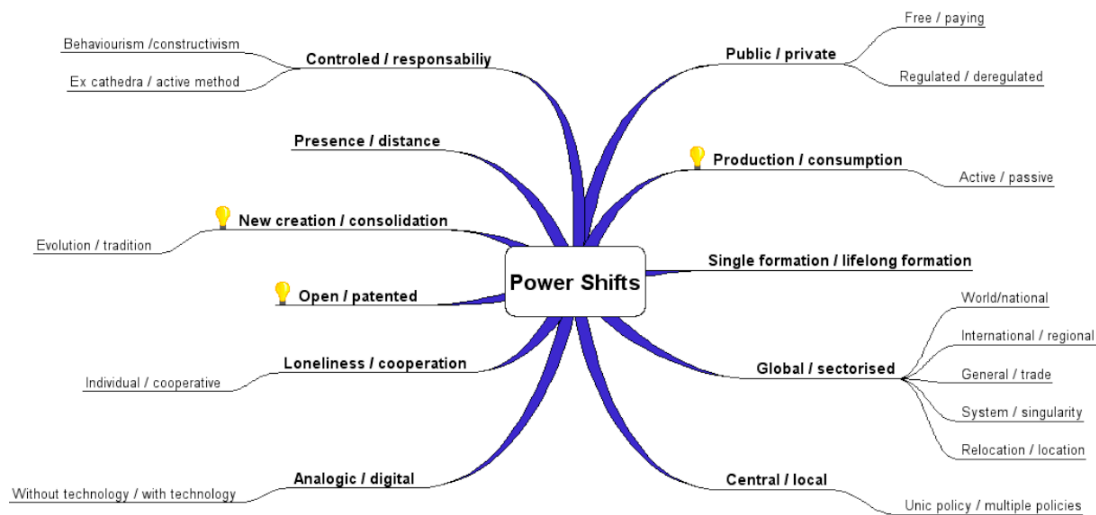 Power Shifts
Controled / responsabiliy
Behaviourism /constructivism
Ex cathedra / active method
Presence / distance
New creation / consolidation
Evolution / tradition
Open / patented
Loneliness / cooperation
Individual / cooperative
Analogic / digital
Without technology / with technology
Public / private
Free / paying
Regulated / deregulated
Production / consumption
Active / passive
Single formation / lifelong formation
Global / sectorised
World/national
International / regional
General / trade
System / singularity
Relocation / location
Central / local
Unic policy / multiple policies